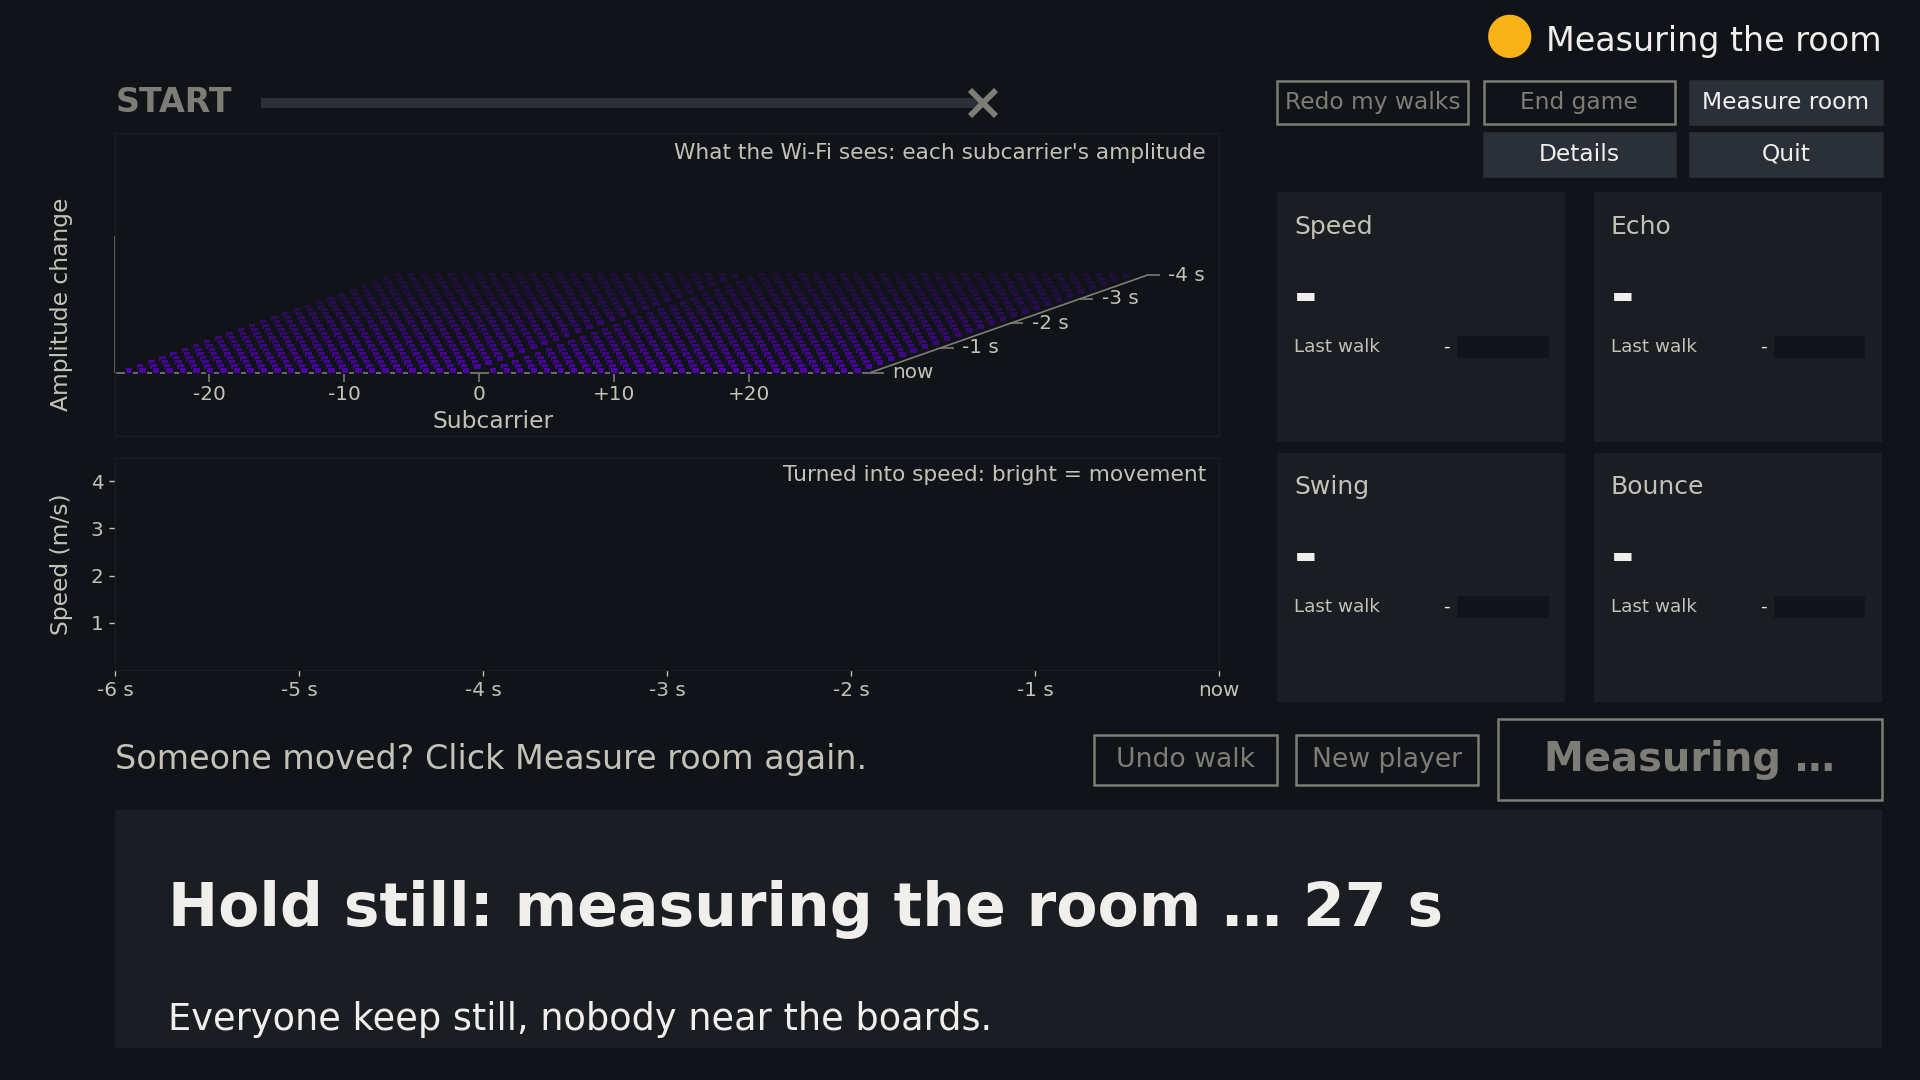 Measuring the room
START
Redo my walks
End game
Measure room
Details
Quit
What the Wi-Fi sees: each subcarrier's amplitude
Amplitude change
-4 s
-3 s
-2 s
-1 s
now
-20
-10
0
+10
+20
Subcarrier
Speed
-
Last walk -
Echo
-
Last walk -
Turned into speed: bright = movement
Speed (m/s)
4
3
2
1
-6 s
-5 s
-4 s
-3 s
-2 s
-1 s
now
Swing
-
Last walk -
Bounce
-
Last walk -
Someone moved? Click Measure room again.
Undo walk
New player
Measuring …
Hold still: measuring the room … 27 s
Everyone keep still, nobody near the boards.